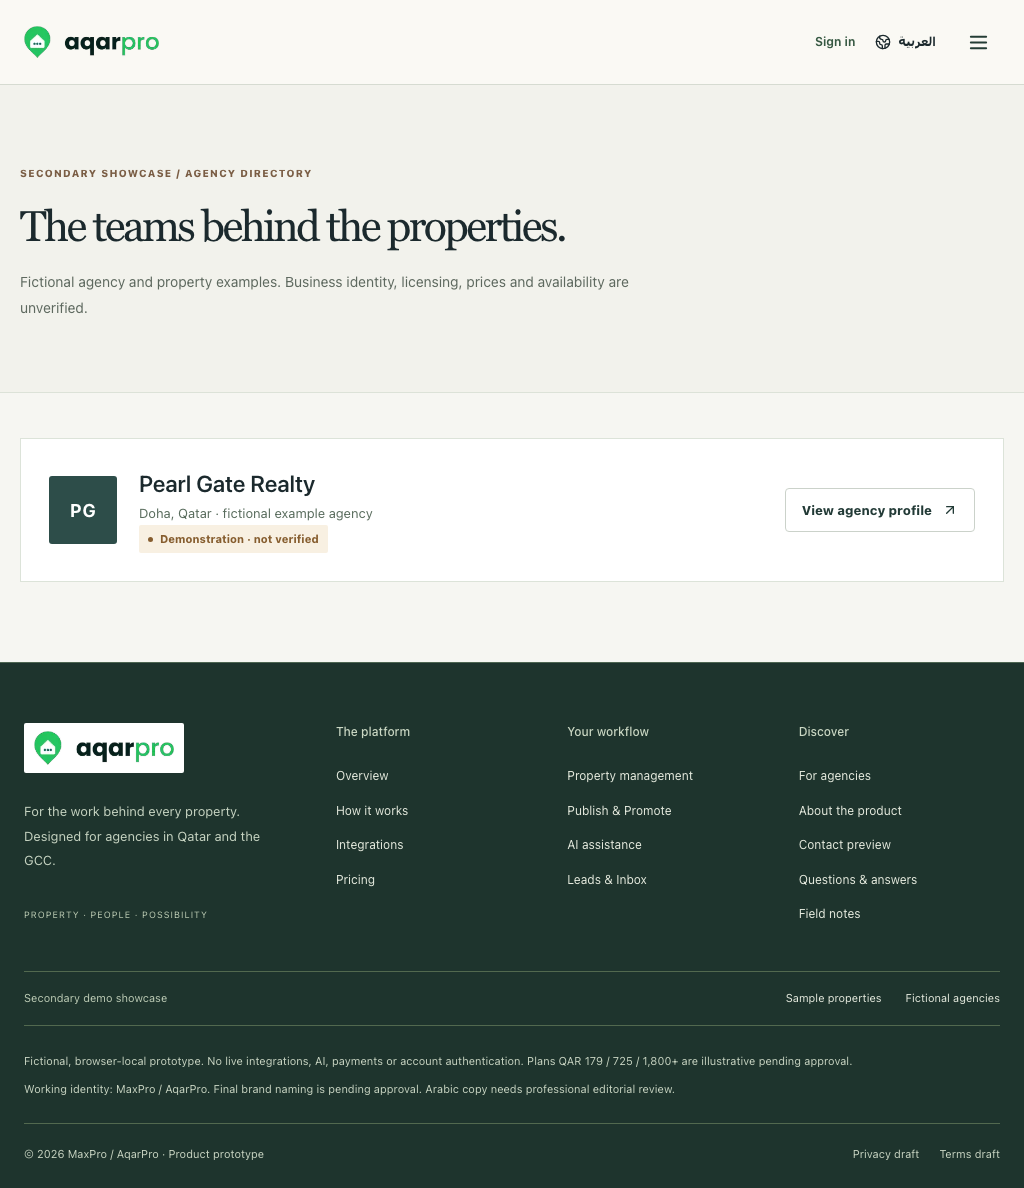 aqarpro
Sign in
العربية
SECONDARY SHOWCASE / AGENCY DIRECTORY
The teams behind the properties.
Fictional agency and property examples. Business identity, licensing, prices and availability are
unverified.
PG
Pearl Gate Realty
Doha, Qatar · fictional example agency
Demonstration · not verified
View agency profile
aqarpro
For the work behind every property.
Designed for agencies in Qatar and the
GCC.
PROPERTY · PEOPLE · POSSIBILITY
The platform
Overview
How it works
Integrations
Pricing
Your workflow
Property management
Publish & Promote
AI assistance
Leads & Inbox
Discover
For agencies
About the product
Contact preview
Questions & answers
Field notes
Secondary demo showcase
Sample properties
Fictional agencies
Fictional, browser-local prototype. No live integrations, AI, payments or account authentication. Plans QAR 179 / 725 / 1,800+ are illustrative pending approval.
Working identity: MaxPro / AqarPro. Final brand naming is pending approval. Arabic copy needs professional editorial review.
© 2026 MaxPro / AqarPro · Product prototype
Privacy draft
Terms draft